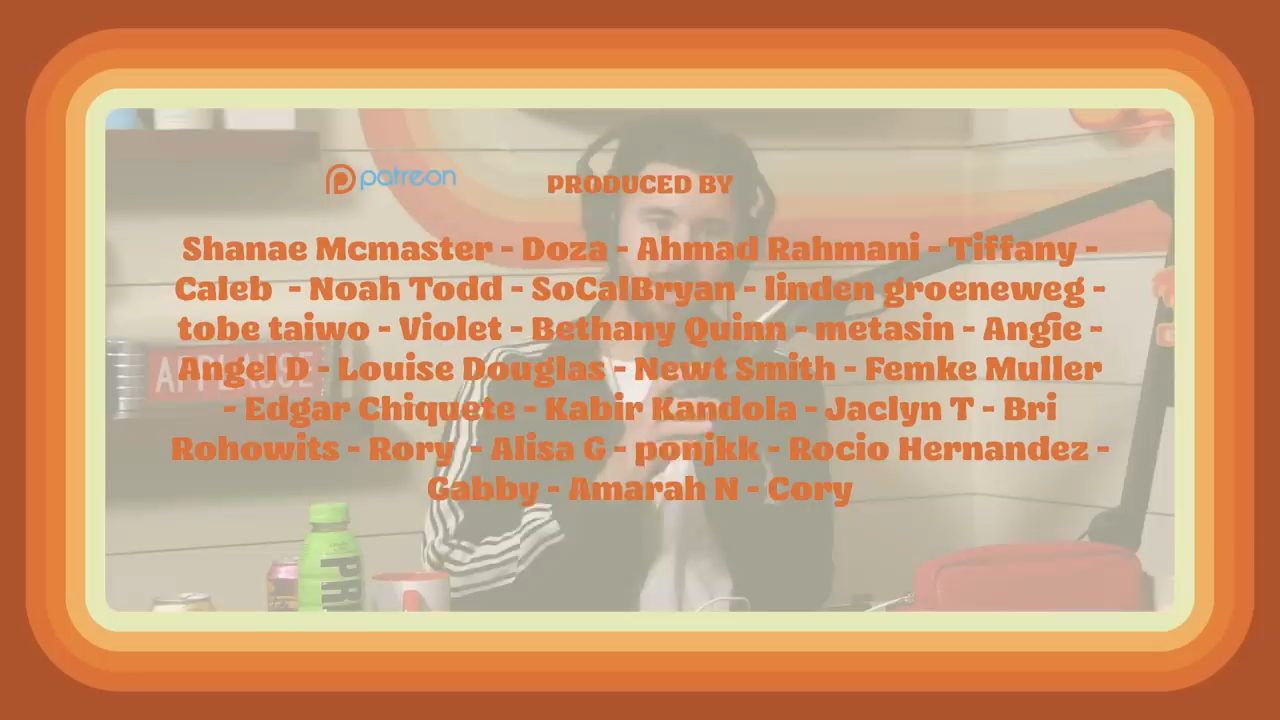 patreon
PRODUCED BY
Shanae Mcmaster - Doza - Ahmad Rahmani - Tiffany -
Caleb - Noah Todd - SoCalBryan - linden groeneweg -
tobe taiwo - Violet - Bethany Quinn - metasin - Angie -
Angel D - Louise Douglas - Newt Smith - Femke Muller
- Edgar Chiquete - Kabir Kandola - Jaclyn T - Bri
Rohowits - Rory - Alisa G - ponjkk - Rocio Hernandez -
Gabby - Amarah N - Cory
APPLAUSE
PR